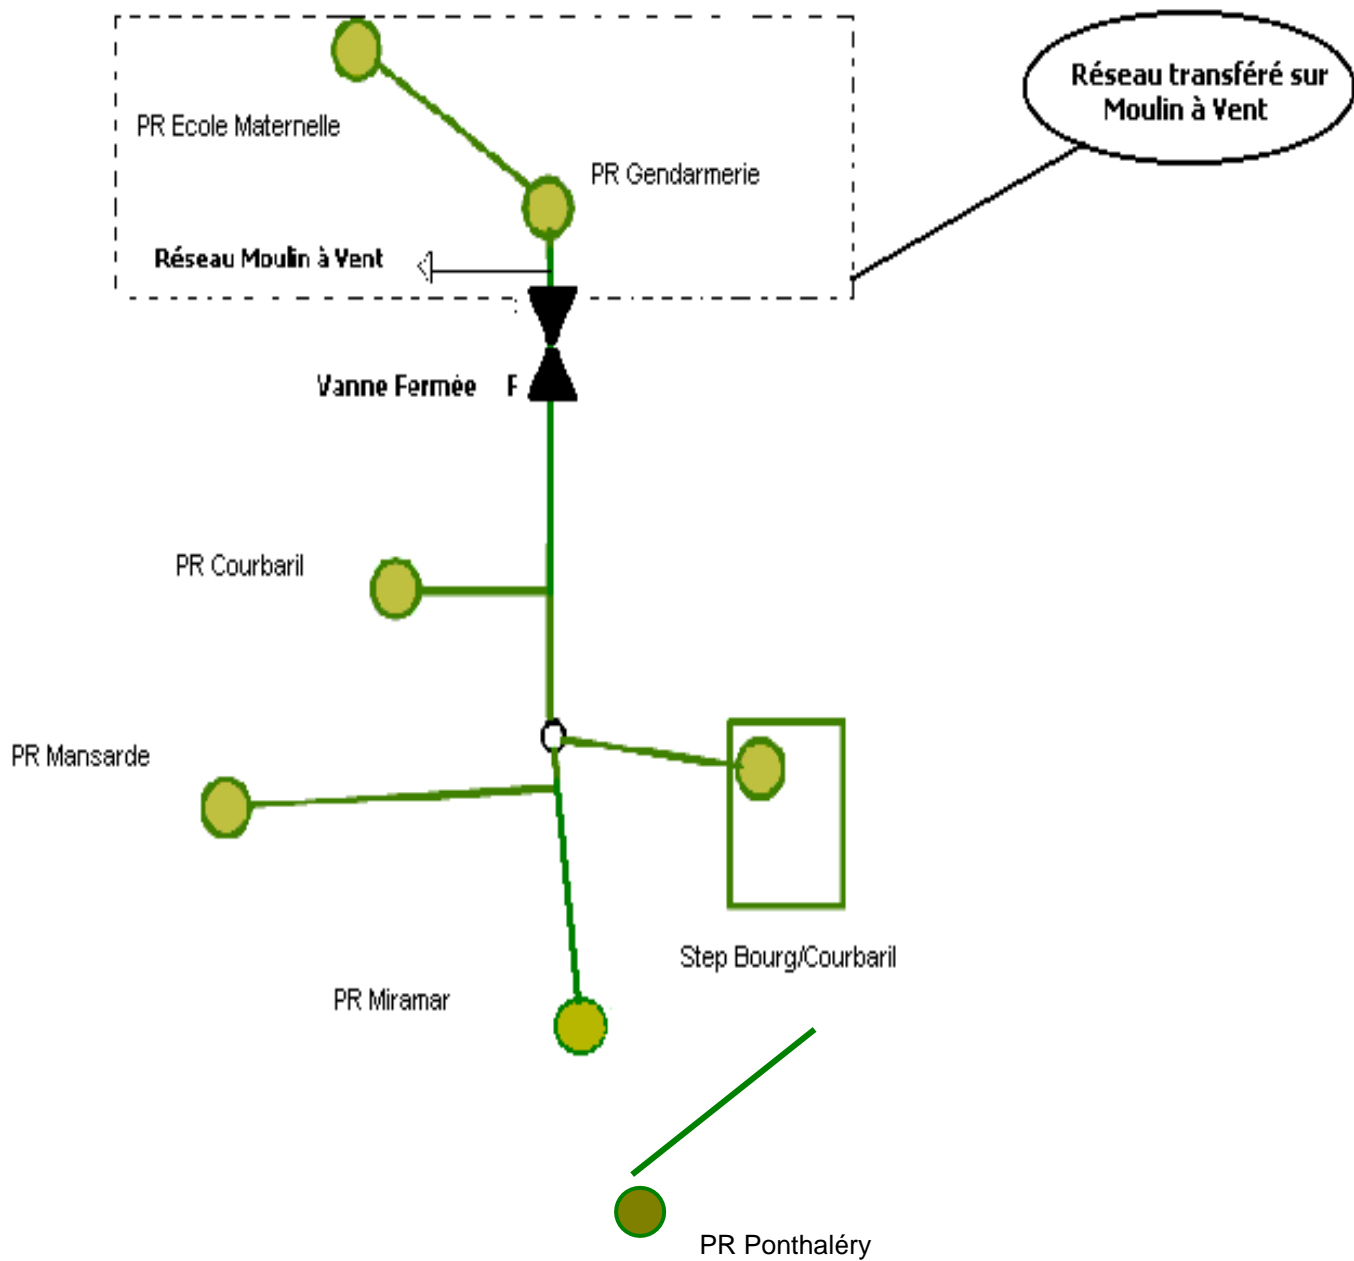 Réseau transféré sur
Moulin à Vent
PR Ecole Maternelle
PR Gendarmerie
Réseau Moulin à Vent
Vanne Fermée F
PR Courbaril
PR Mansarde
Step Bourg/Courbaril
PR Miramar
PR Ponthaléry